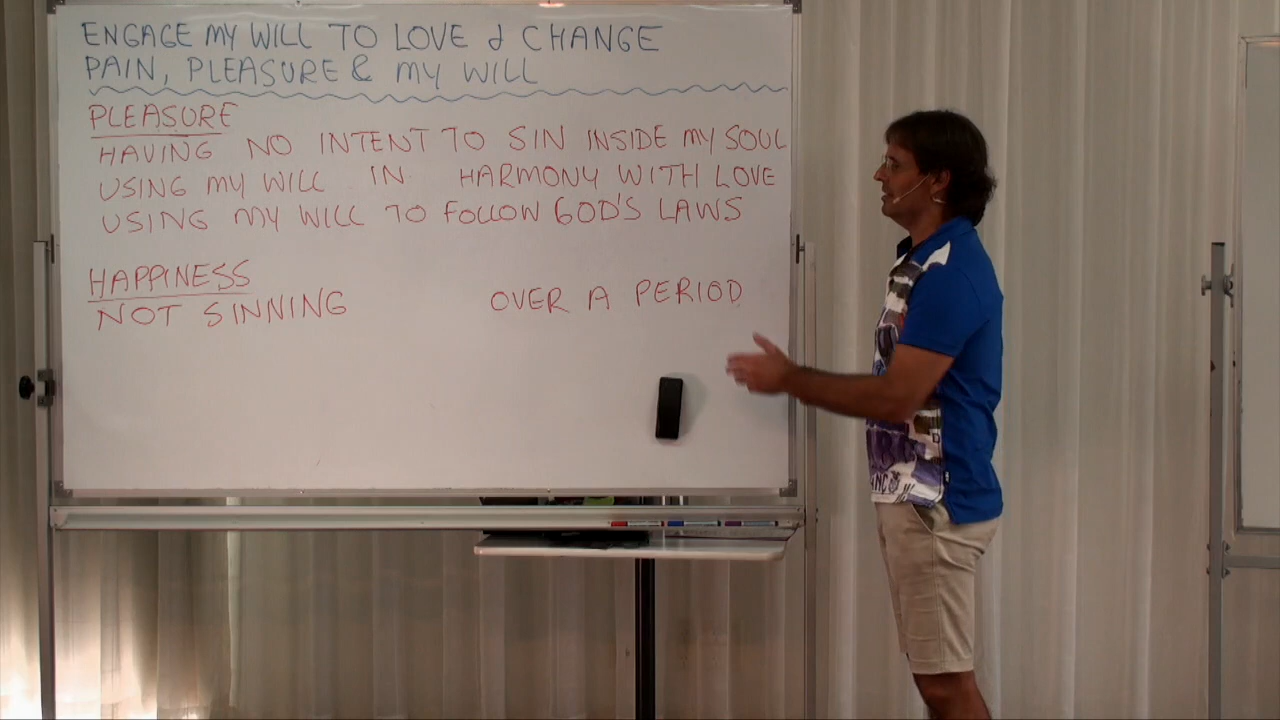 ENGAGE MY WILL TO LOVE & CHANGE
PAIN, PLEASURE & MY WILL
PLEASURE
HAVING NO INTENT TO SIN INSIDE MY SOUL
USING MY WILL IN HARMONY WITH LOVE
USING MY WILL TO FOLLOW GOD'S LAWS
HAPPINESS
NOT SINNING OVER A PERIOD